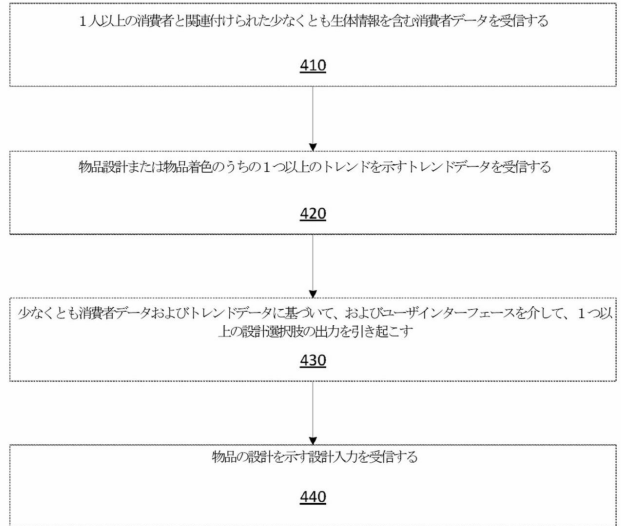 １人以上の消費者と関連付けられた少なくとも生体情報を含む消費者データを受信する
410
物品設計または物品着色のうちの１つ以上のトレンドを示すトレンドデータを受信する
420
少なくとも消費者データおよびトレンドデータに基づいて、およびユーザインターフェースを介して、１つ以
上の設計選択肢の出力を引き起こす
430
物品の設計を示す設計入力を受信する
440